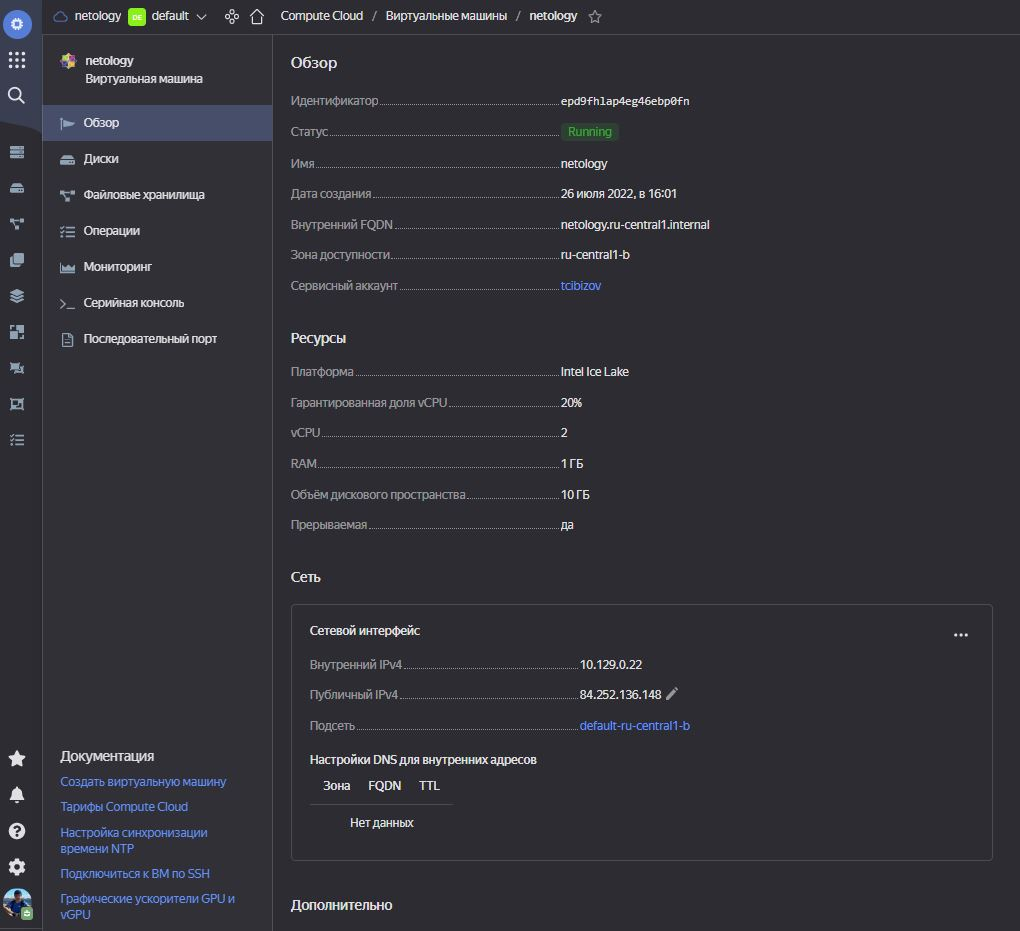 netology DE default Compute Cloud / Виртуальные машины / netology
netology
Виртуальная машина
Обзор
Диски
Файловые хранилища
Операции
Мониторинг
Серийная консоль
Последовательный порт
Документация
Создать виртуальную машину
Тарифы Compute Cloud
Настройка синхронизации
времени NTP
Подключиться к ВМ по SSH
Графические ускорители GPU и
vGPU
Обзор
Идентификатор epd9fhlap4eg46ebp0fn
Статус Running
Имя netology
Дата создания 26 июля 2022, в 16:01
Внутренний FQDN netology.ru-central1.internal
Зона доступности ru-central1-b
Сервисный аккаунт tcibizov
Ресурсы
Платформа Intel Ice Lake
Гарантированная доля vCPU 20%
vCPU 2
RAM 1 ГБ
Объём дискового пространства 10 ГБ
Прерываемая да
Сеть
Сетевой интерфейс
Внутренний IPv4 10.129.0.22
Публичный IPv4 84.252.136.148
Подсеть default-ru-central1-b
Настройки DNS для внутренних адресов
Зона FQDN TTL
Нет данных
Дополнительно